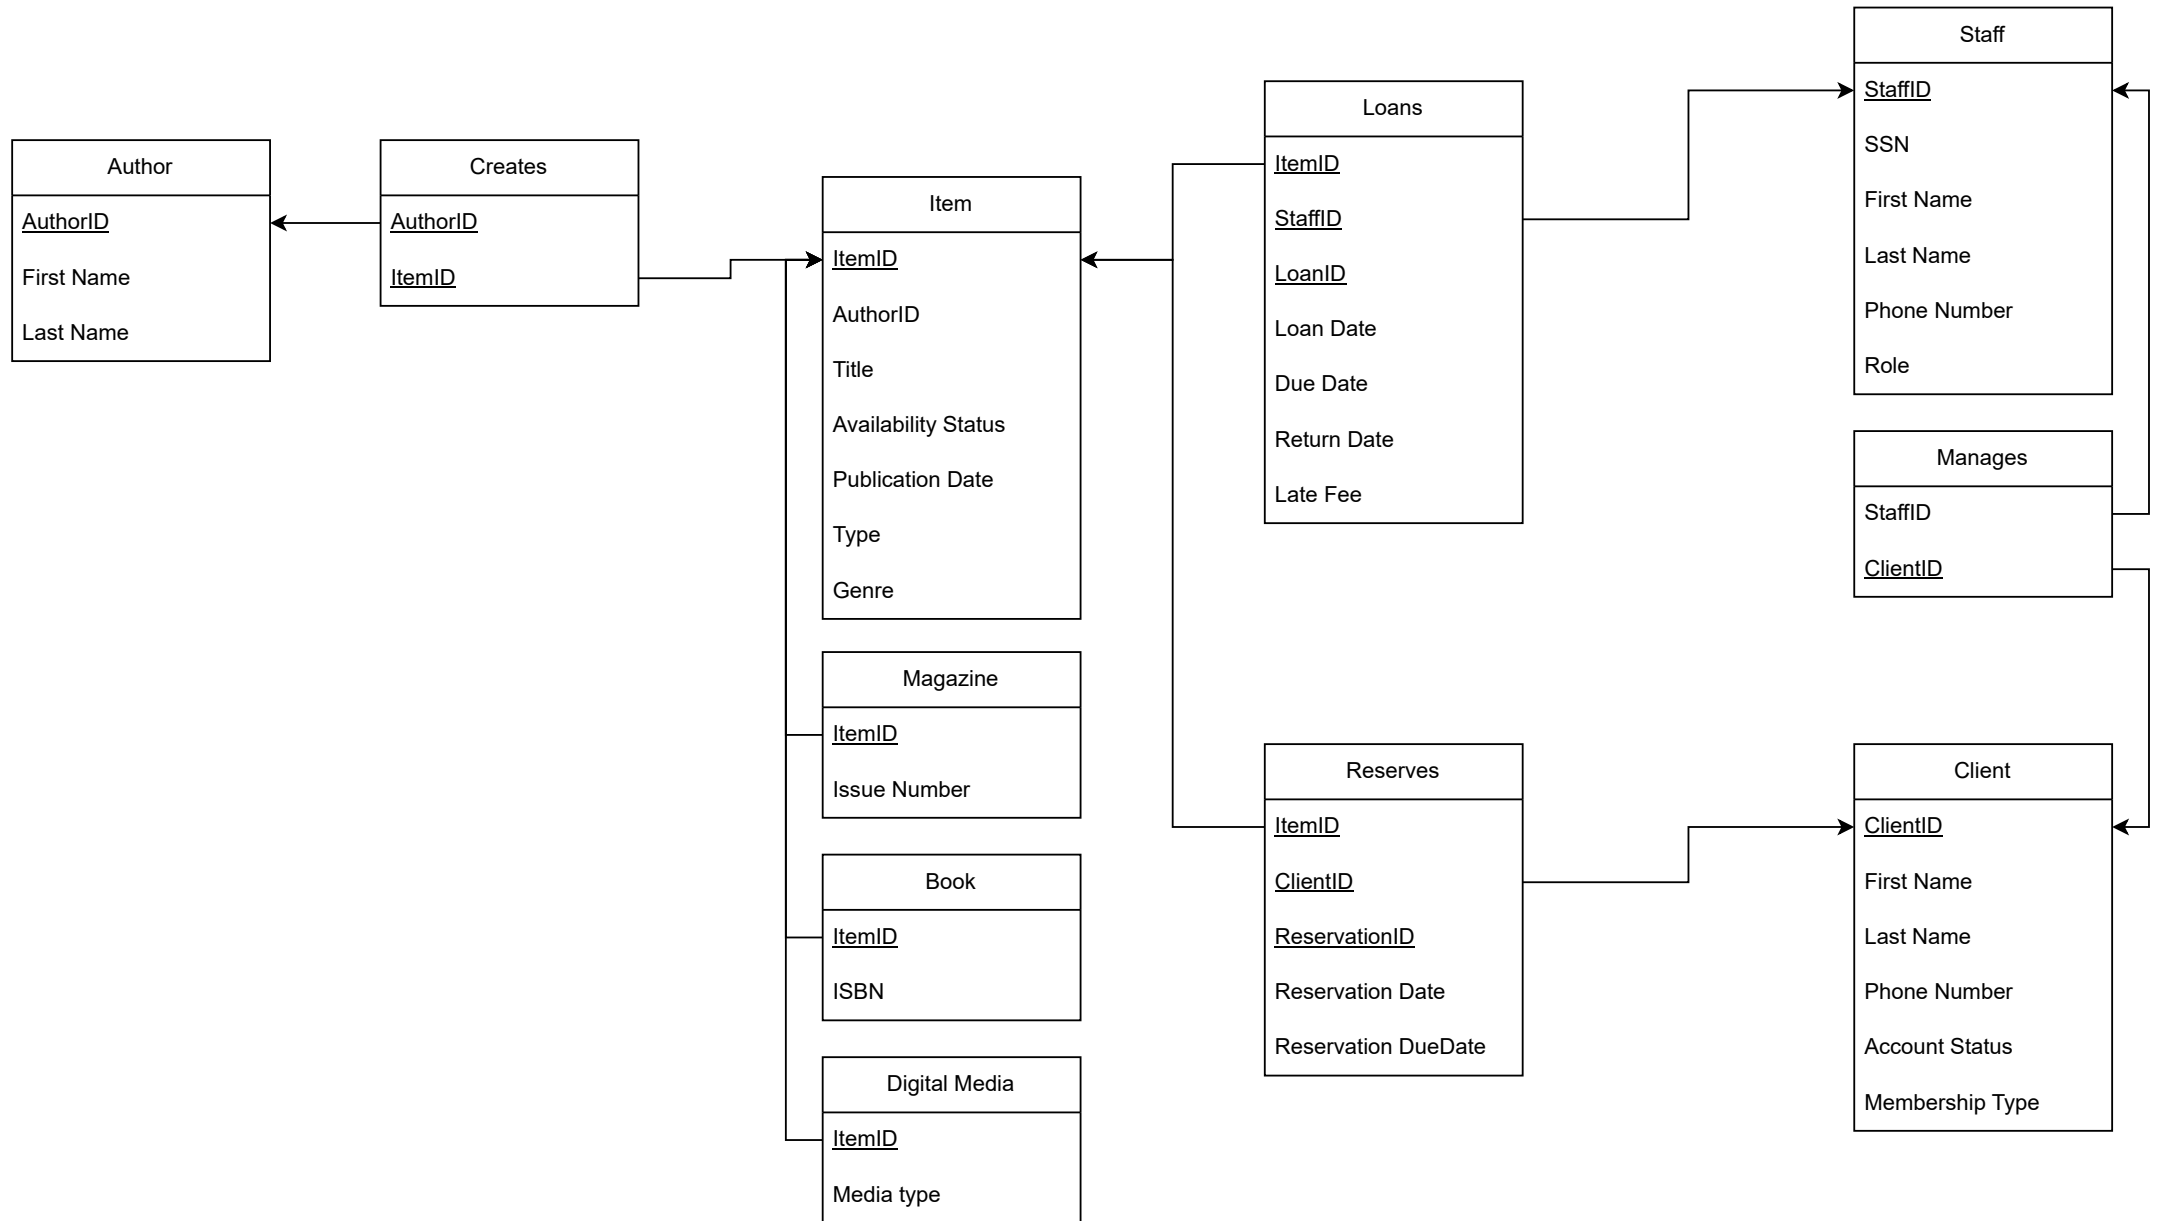 Author
AuthorID
First Name
Last Name
Creates
AuthorID
ItemID
Item
ItemID
AuthorID
Title
Availability Status
Publication Date
Type
Genre
Magazine
ItemID
Issue Number
Book
ItemID
ISBN
Digital Media
ItemID
Media type
Loans
ItemID
StaffID
LoanID
Loan Date
Due Date
Return Date
Late Fee
Reserves
ItemID
ClientID
ReservationID
Reservation Date
Reservation DueDate
Staff
StaffID
SSN
First Name
Last Name
Phone Number
Role
Manages
StaffID
ClientID
Client
ClientID
First Name
Last Name
Phone Number
Account Status
Membership Type